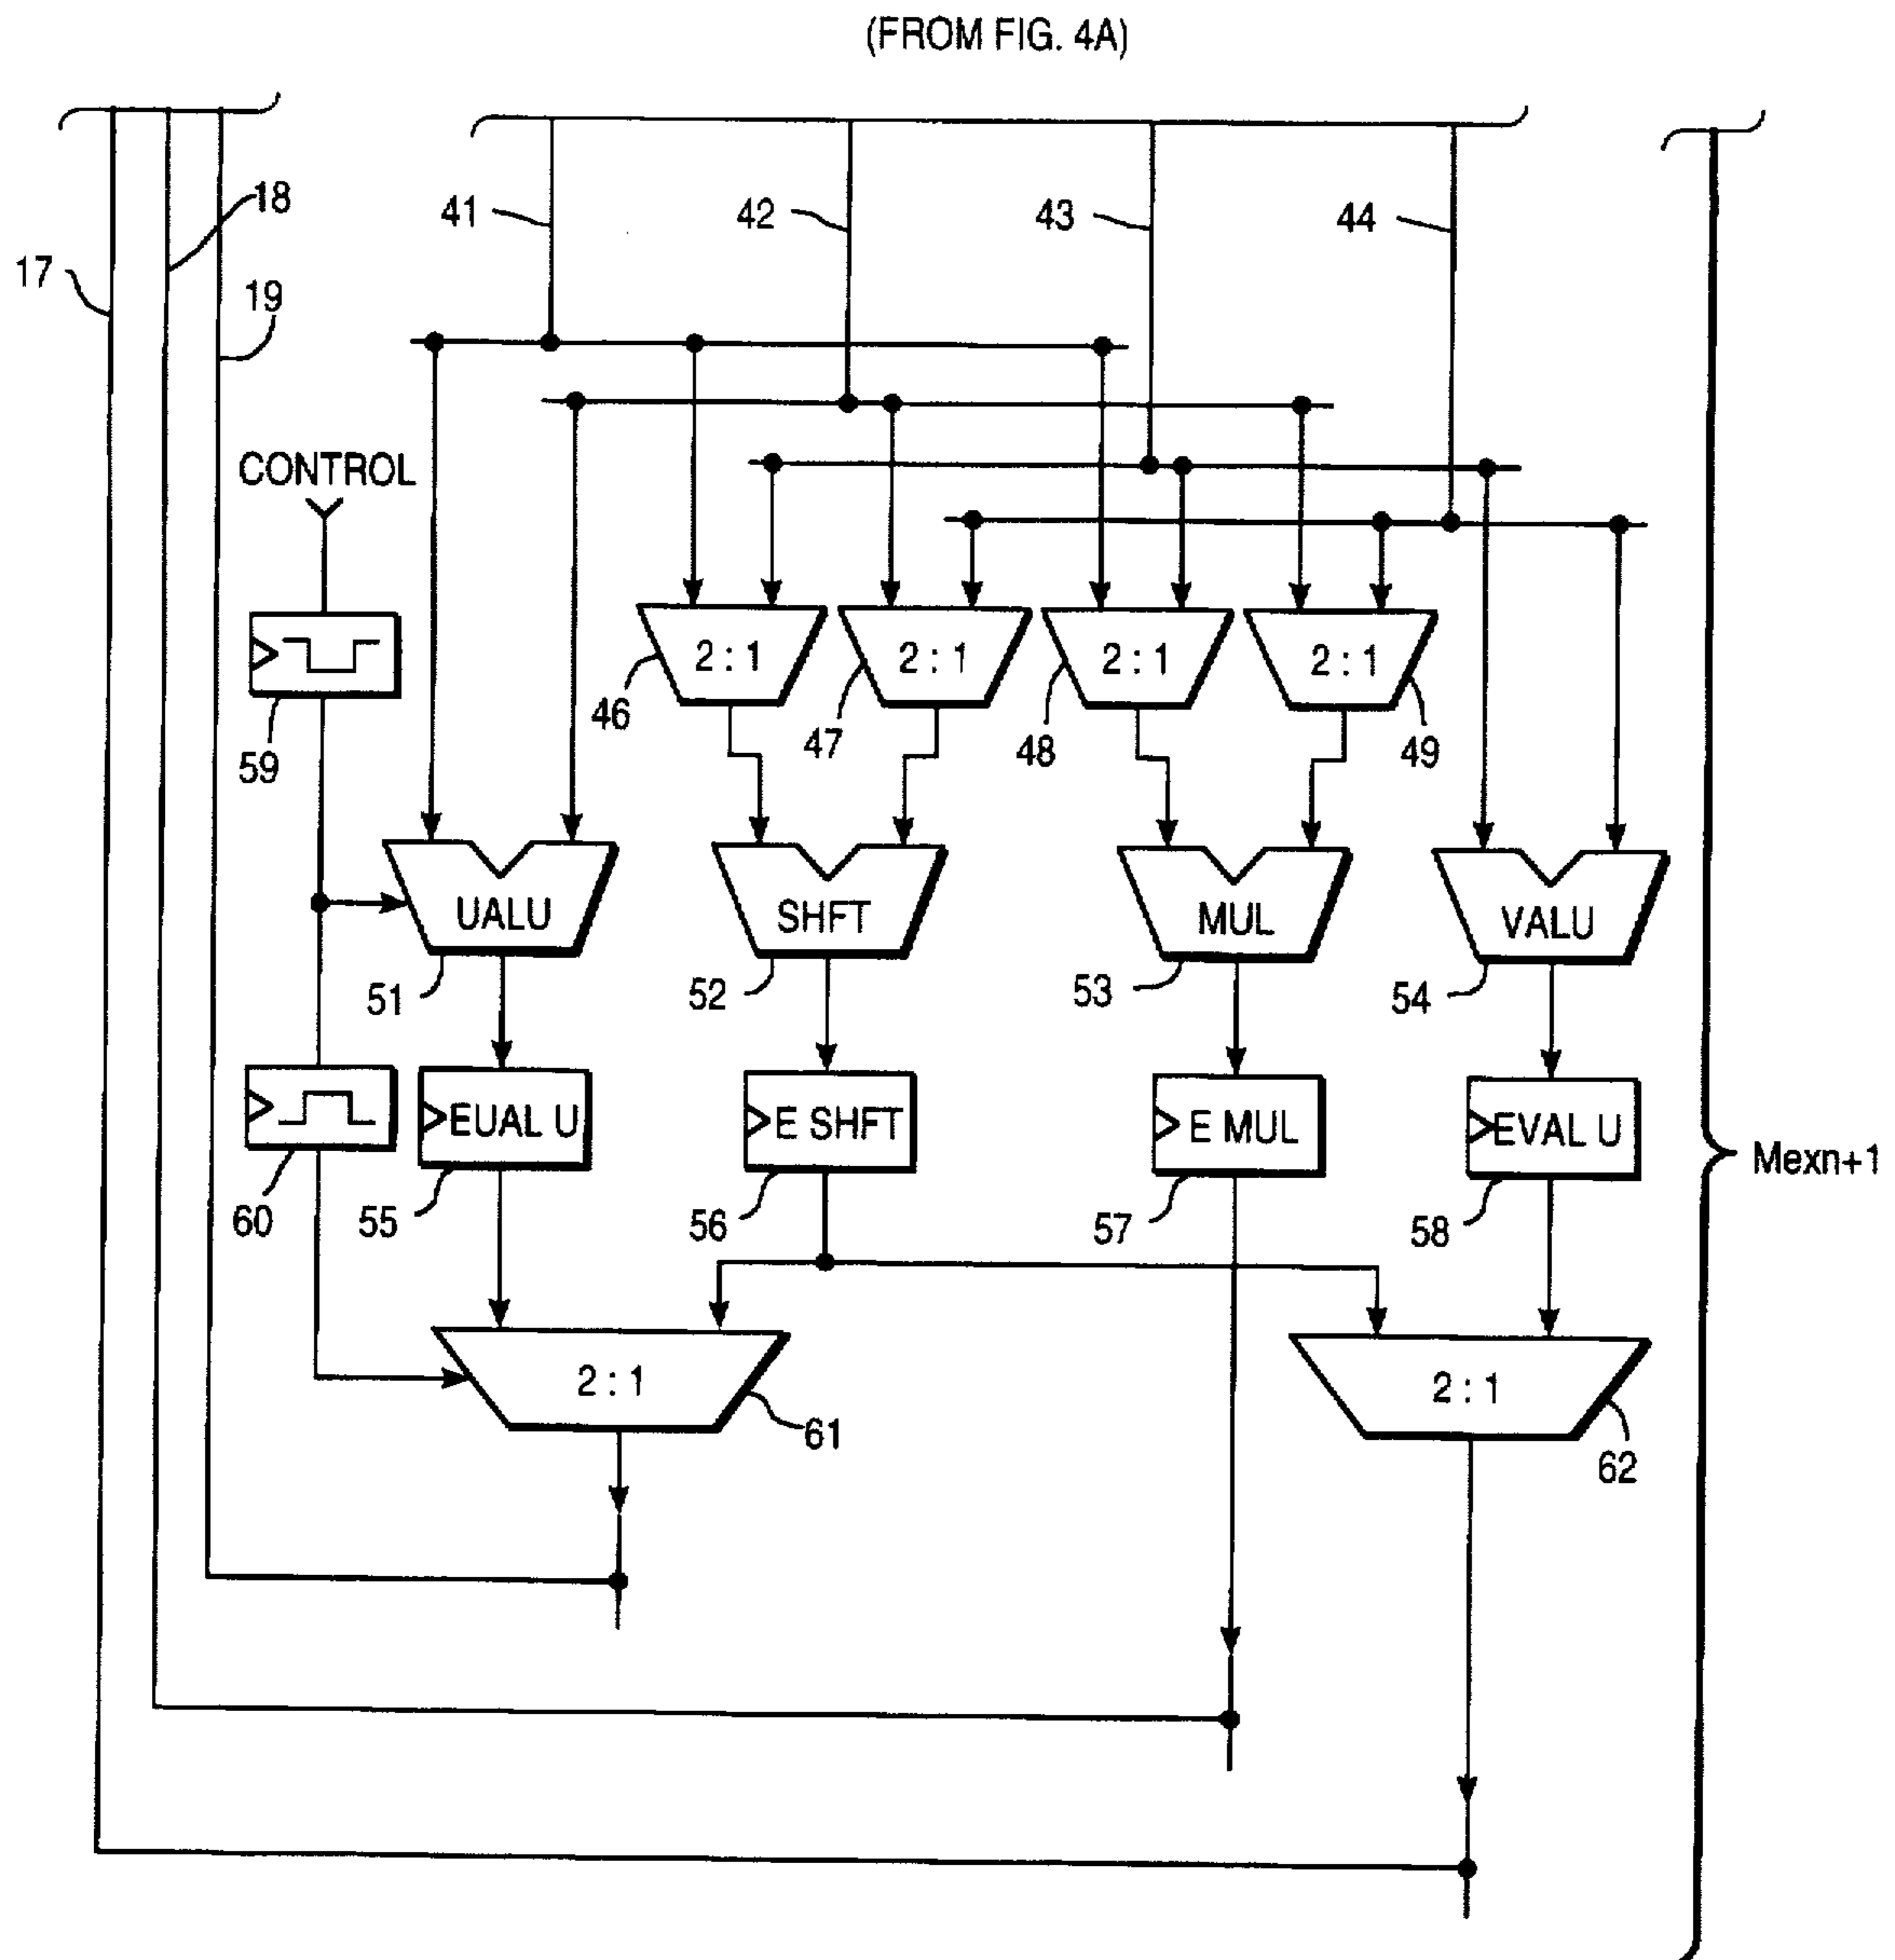 (FROM FIG. 4A)
18
41
42
43
44
17
19
CONTROL
2 : 1
2 : 1
2 : 1
2 : 1
46
47
48
49
59
UALU
SHFT
MUL
VALU
51
52
53
54
EUAL U
E SHFT
E MUL
EVAL U
Mexn+1
60
55
56
57
58
2 : 1
2 : 1
61
62